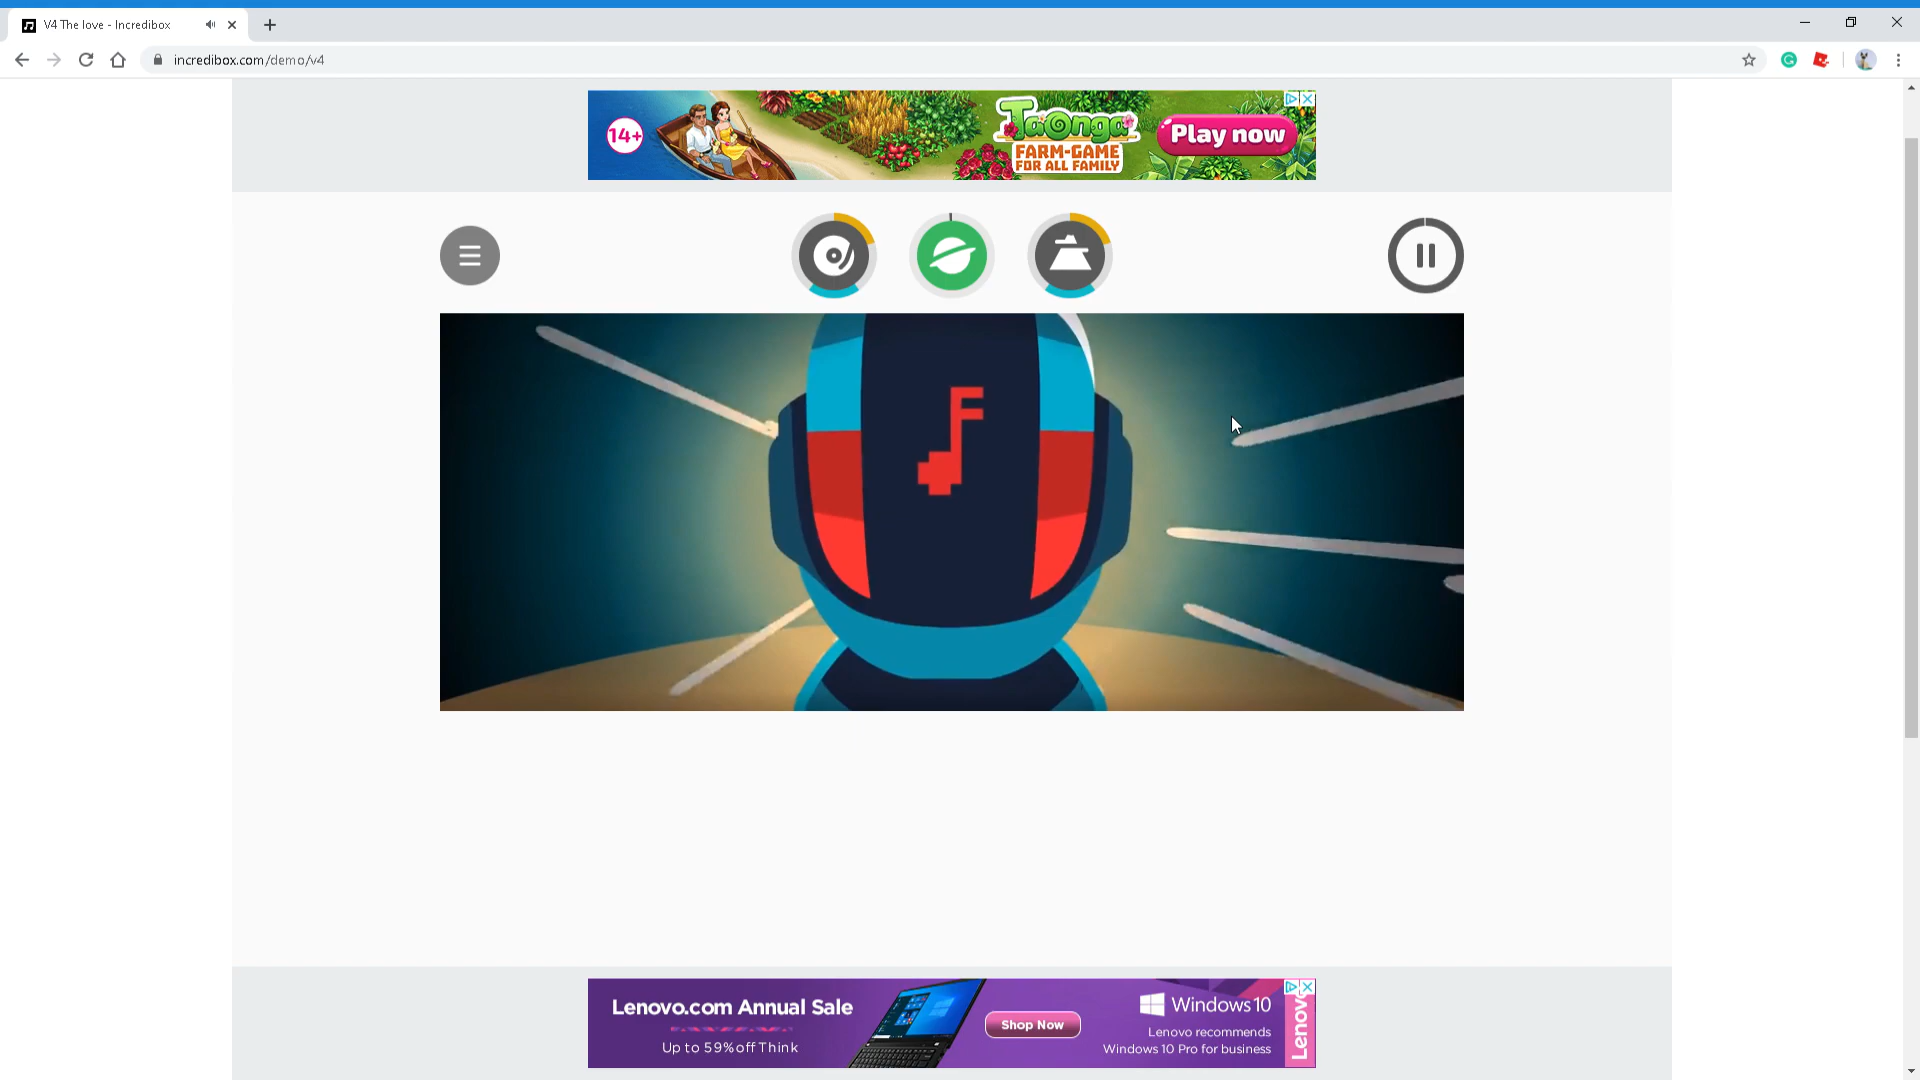 V4 The love - Incredibox
incredibox.com/demo/v4
14+
TaOnga
FARM-GAME
FOR ALL FAMILY
Play now
Lenovo.com Annual Sale
Up to 59%off Think
Shop Now
Windows 10
Lenovo recommends
Windows 10 Pro for business
Lenovo